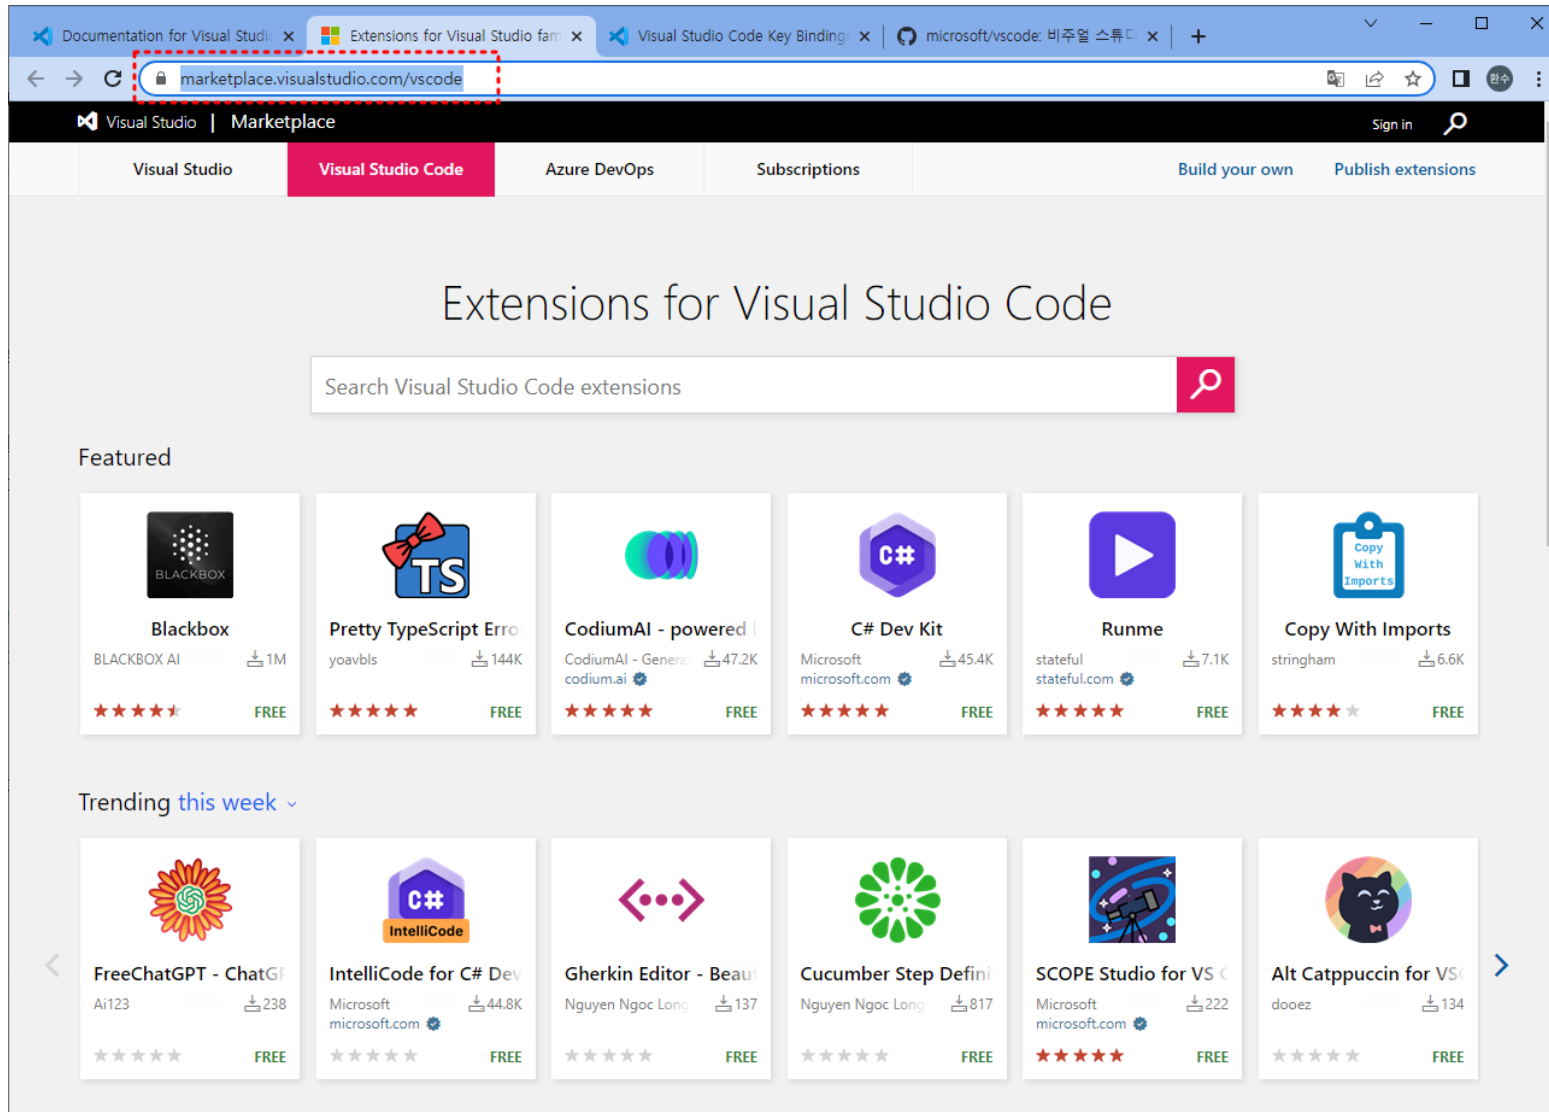 Documentation for Visual Studio
Extensions for Visual Studio fam
Visual Studio Code Key Bindings
microsoft/vscode: 비주얼 스튜디
marketplace.visualstudio.com/vscode
환수
Visual Studio | Marketplace
Sign in
Visual Studio
Visual Studio Code
Azure DevOps
Subscriptions
Build your own
Publish extensions
Extensions for Visual Studio Code
Search Visual Studio Code extensions
Featured
BLACKBOX
TS
C#
Copy
With
Imports
Blackbox
Pretty TypeScript Erro
CodiumAI - powered
C# Dev Kit
Runme
Copy With Imports
BLACKBOX AI 1M
yoavbls 144K
CodiumAI - Genera 47.2K
codium.ai
Microsoft 45.4K
microsoft.com
stateful 7.1K
stateful.com
stringham 6.6K
FREE
FREE
FREE
FREE
FREE
FREE
Trending this week
C#
IntelliCode
FreeChatGPT - ChatGP
IntelliCode for C# Dev
Gherkin Editor - Beaut
Cucumber Step Defini
SCOPE Studio for VS C
Alt Catppuccin for VSC
Ai123 238
Microsoft 44.8K
microsoft.com
Nguyen Ngoc Long 137
Nguyen Ngoc Long 817
Microsoft 222
microsoft.com
dooez 134
FREE
FREE
FREE
FREE
FREE
FREE